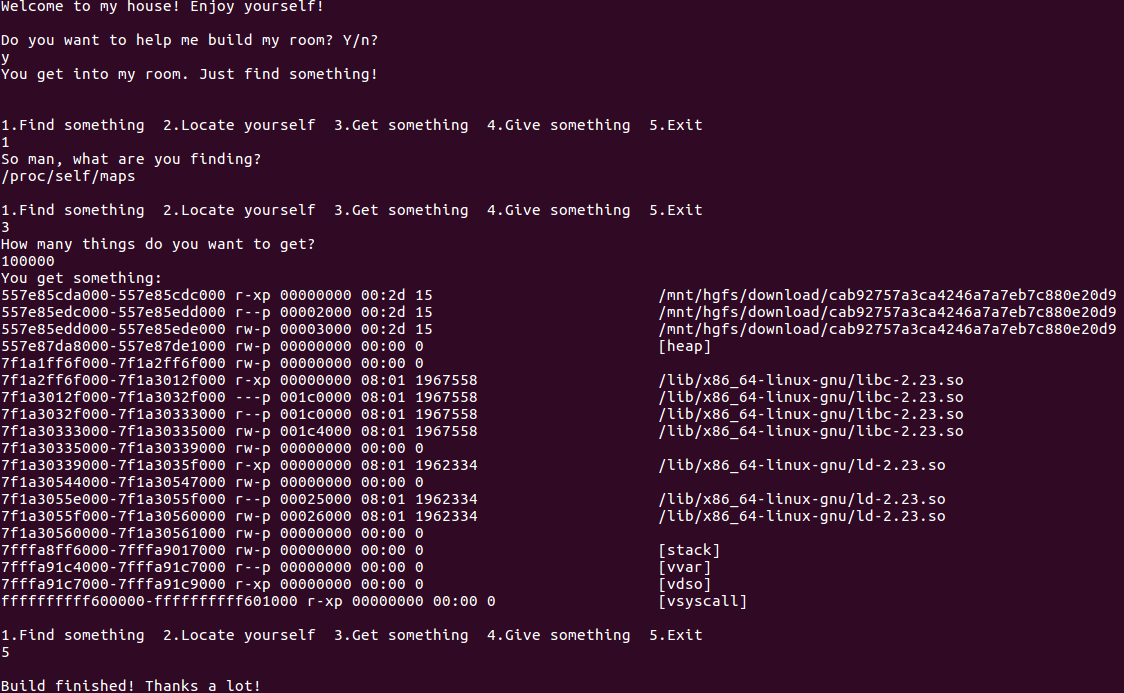 Welcome to my house! Enjoy yourself!
Do you want to help me build my room? Y/n?
y
You get into my room. Just find something!
1.Find something  2.Locate yourself  3.Get something  4.Give something  5.Exit
1
So man, what are you finding?
/proc/self/maps
1.Find something  2.Locate yourself  3.Get something  4.Give something  5.Exit
3
How many things do you want to get?
100000
You get something:
557e85cda000-557e85cdc000 r-xp 00000000 00:2d 15                         /mnt/hgfs/download/cab92757a3ca4246a7a7eb7c880e20d9
557e85edc000-557e85edd000 r--p 00002000 00:2d 15                         /mnt/hgfs/download/cab92757a3ca4246a7a7eb7c880e20d9
557e85edd000-557e85ede000 rw-p 00003000 00:2d 15                         /mnt/hgfs/download/cab92757a3ca4246a7a7eb7c880e20d9
557e87da8000-557e87de1000 rw-p 00000000 00:00 0                          [heap]
7f1a1ff6f000-7f1a2ff6f000 rw-p 00000000 00:00 0
7f1a2ff6f000-7f1a3012f000 r-xp 00000000 08:01 1967558                    /lib/x86_64-linux-gnu/libc-2.23.so
7f1a3012f000-7f1a3032f000 ---p 001c0000 08:01 1967558                    /lib/x86_64-linux-gnu/libc-2.23.so
7f1a3032f000-7f1a30333000 r--p 001c0000 08:01 1967558                    /lib/x86_64-linux-gnu/libc-2.23.so
7f1a30333000-7f1a30335000 rw-p 001c4000 08:01 1967558                    /lib/x86_64-linux-gnu/libc-2.23.so
7f1a30335000-7f1a30339000 rw-p 00000000 00:00 0
7f1a30339000-7f1a3035f000 r-xp 00000000 08:01 1962334                    /lib/x86_64-linux-gnu/ld-2.23.so
7f1a30544000-7f1a30547000 rw-p 00000000 00:00 0
7f1a3055e000-7f1a3055f000 r--p 00025000 08:01 1962334                    /lib/x86_64-linux-gnu/ld-2.23.so
7f1a3055f000-7f1a30560000 rw-p 00026000 08:01 1962334                    /lib/x86_64-linux-gnu/ld-2.23.so
7f1a30560000-7f1a30561000 rw-p 00000000 00:00 0
7fffa8ff6000-7fffa9017000 rw-p 00000000 00:00 0                          [stack]
7fffa91c4000-7fffa91c7000 r--p 00000000 00:00 0                          [vvar]
7fffa91c7000-7fffa91c9000 r-xp 00000000 00:00 0                          [vdso]
ffffffffff600000-ffffffffff601000 r-xp 00000000 00:00 0                  [vsyscall]
1.Find something  2.Locate yourself  3.Get something  4.Give something  5.Exit
5
Build finished! Thanks a lot!